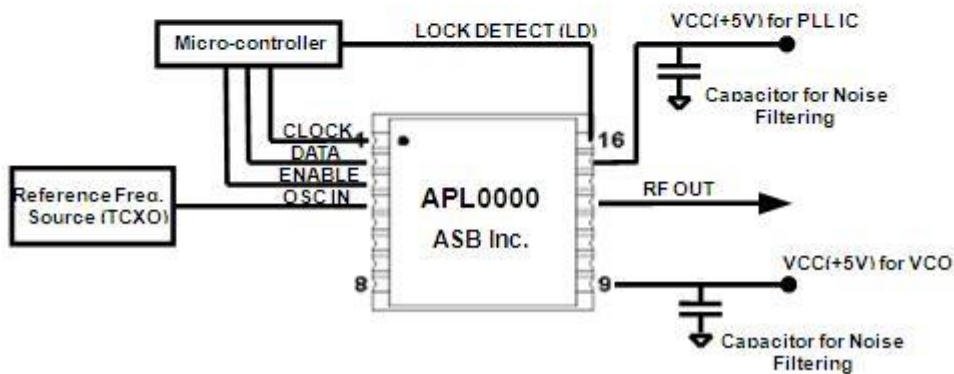 Micro-controller
LOCK DETECT (LD)
VCC(+5V) for PLL IC
Capacitor for Noise
Filtering
CLOCK
1
16
DATA
ENABLE
OSC IN
Reference Freq.
Source (TCXO)
APL0000
ASB Inc.
RF OUT
8
9
VCC(+5V) for VCO
Capacitor for Noise
Filtering